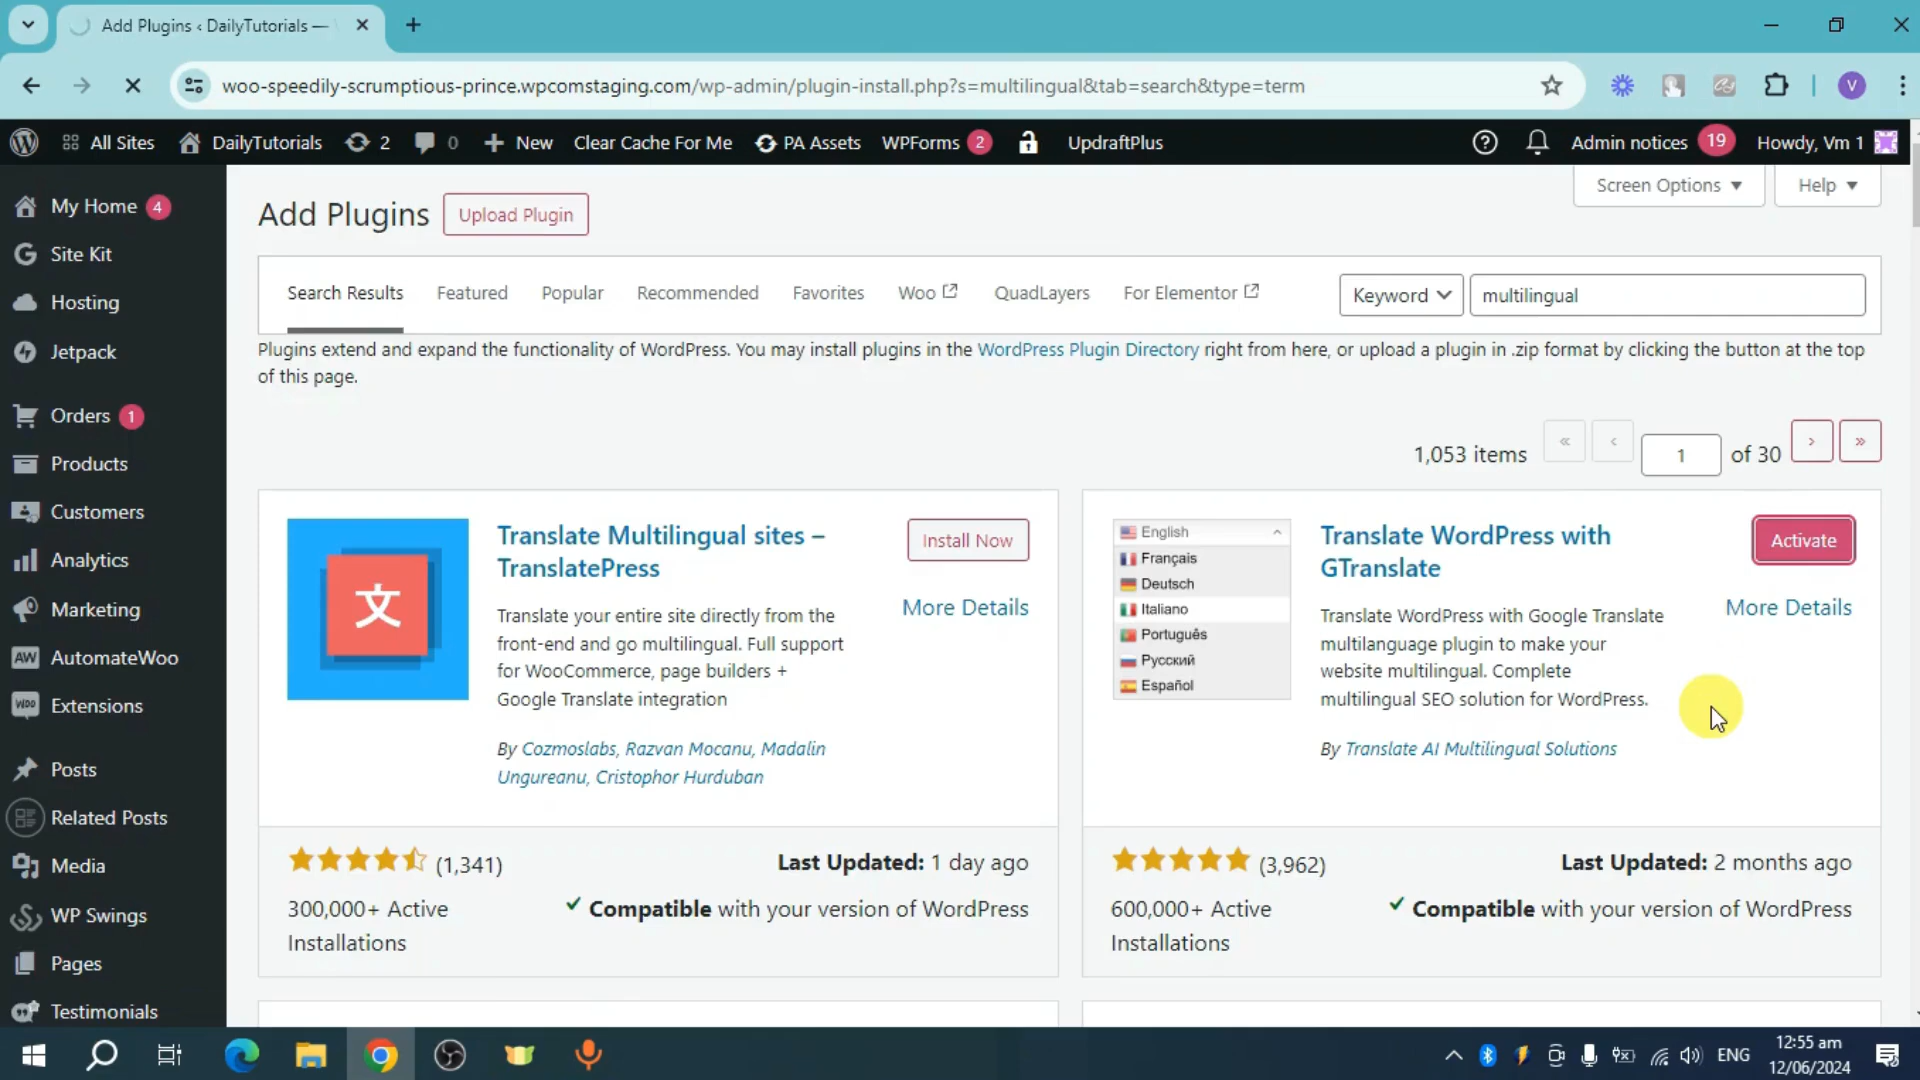 Add Plugins ‹ DailyTutorials —
woo-speedily-scrumptious-prince.wpcomstaging.com/wp-admin/plugin-install.php?s=multilingual&tab=search&type=term
V
All Sites
DailyTutorials
2
0
New
Clear Cache For Me
PA Assets
WPForms 2
UpdraftPlus
Admin notices 19
Howdy, Vm 1
My Home 4
Site Kit
Hosting
Jetpack
Orders 1
Products
Customers
Analytics
Marketing
AW AutomateWoo
Woo Extensions
Posts
Related Posts
Media
WP Swings
Pages
Testimonials
Add Plugins
Upload Plugin
Screen Options
Help
Search Results
Featured
Popular
Recommended
Favorites
Woo
QuadLayers
For Elementor
Keyword
multilingual
Plugins extend and expand the functionality of WordPress. You may install plugins in the WordPress Plugin Directory right from here, or upload a plugin in .zip format by clicking the button at the top
of this page.
1,053 items « ‹ 1 of 30 › »
文
Translate Multilingual sites –
TranslatePress
Install Now
More Details
Translate your entire site directly from the
front-end and go multilingual. Full support
for WooCommerce, page builders +
Google Translate integration
By Cozmoslabs, Razvan Mocanu, Madalin
Ungureanu, Cristophor Hurduban
(1,341)
Last Updated: 1 day ago
300,000+ Active
Installations
Compatible with your version of WordPress
English
Français
Deutsch
Italiano
Português
Русский
Español
Translate WordPress with
GTranslate
Activate
More Details
Translate WordPress with Google Translate
multilanguage plugin to make your
website multilingual. Complete
multilingual SEO solution for WordPress.
By Translate AI Multilingual Solutions
(3,962)
Last Updated: 2 months ago
600,000+ Active
Installations
Compatible with your version of WordPress
ENG
12:55 am
12/06/2024